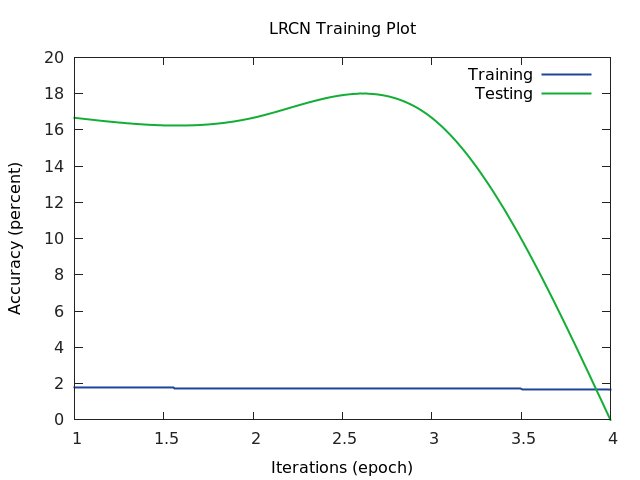 LRCN Training Plot
Training
Testing
20
18
16
14
12
10
8
6
4
2
0
Accuracy (percent)
1 1.5 2 2.5 3 3.5 4
Iterations (epoch)